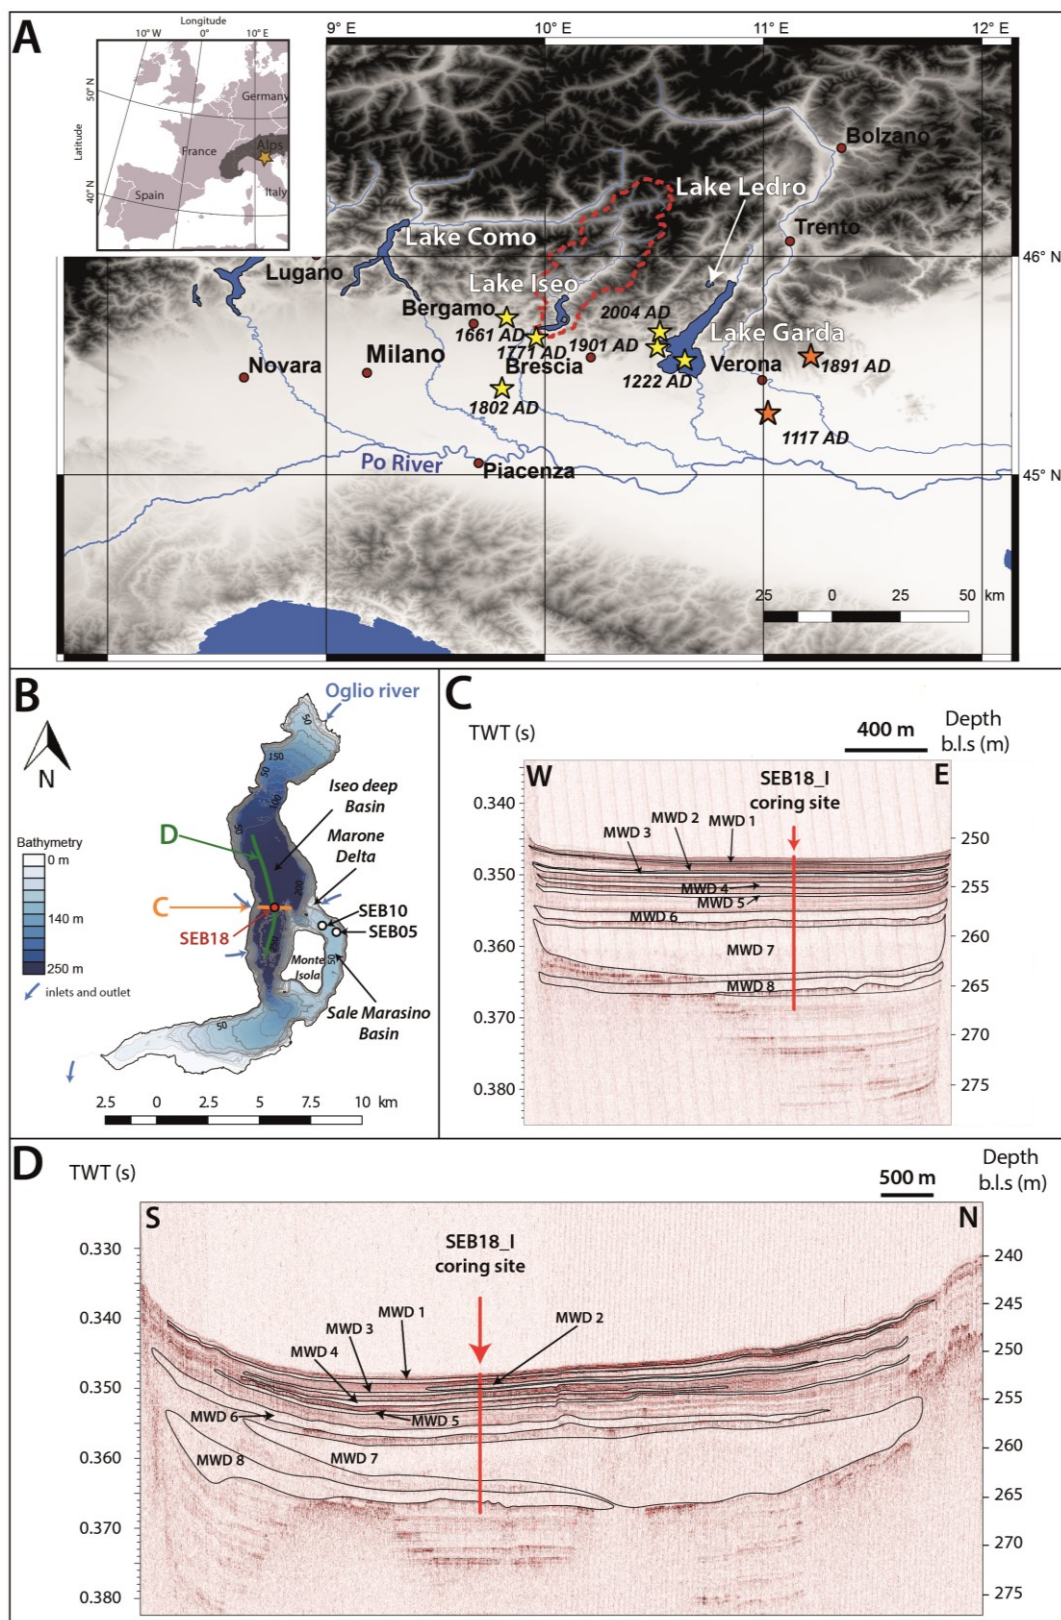 A
Longitude
10° W
0°
10° E
50° N
Latitude
40° N
Germany
France
Alps
Spain
Italy
9° E
10° E
11° E
12° E
46° N
45° N
Bolzano
Lake Ledro
Trento
Lake Como
Lugano
Lake Iseo
Bergamo
2004 AD
Lake Garda
1661 AD
1771 AD
1901 AD
Milano
Brescia
Verona
1891 AD
Novara
1222 AD
1802 AD
1117 AD
Po River
Piacenza
25 0 25 50 km
B
N
Oglio river
50
150
50
100
50
Iseo deep
Basin
Marone
Delta
D
200
Bathymetry
0 m
140 m
250 m
C
SEB18
SEB10
SEB05
250
Monte
Isola
50
inlets and outlet
Sale Marasino
Basin
50
2.5 0 2.5 5 7.5 10 km
C
TWT (s)
400 m
Depth
b.l.s (m)
W
E
SEB18_I
coring site
0.340
0.350
0.360
0.370
0.380
MWD 1
MWD 2
MWD 3
MWD 4
MWD 5
MWD 6
MWD 7
MWD 8
250
255
260
265
270
275
D
TWT (s)
500 m
Depth
b.l.s (m)
S
N
SEB18_I
coring site
0.330
0.340
0.350
0.360
0.370
0.380
MWD 1
MWD 2
MWD 3
MWD 4
MWD 5
MWD 6
MWD 7
MWD 8
240
245
250
255
260
265
270
275